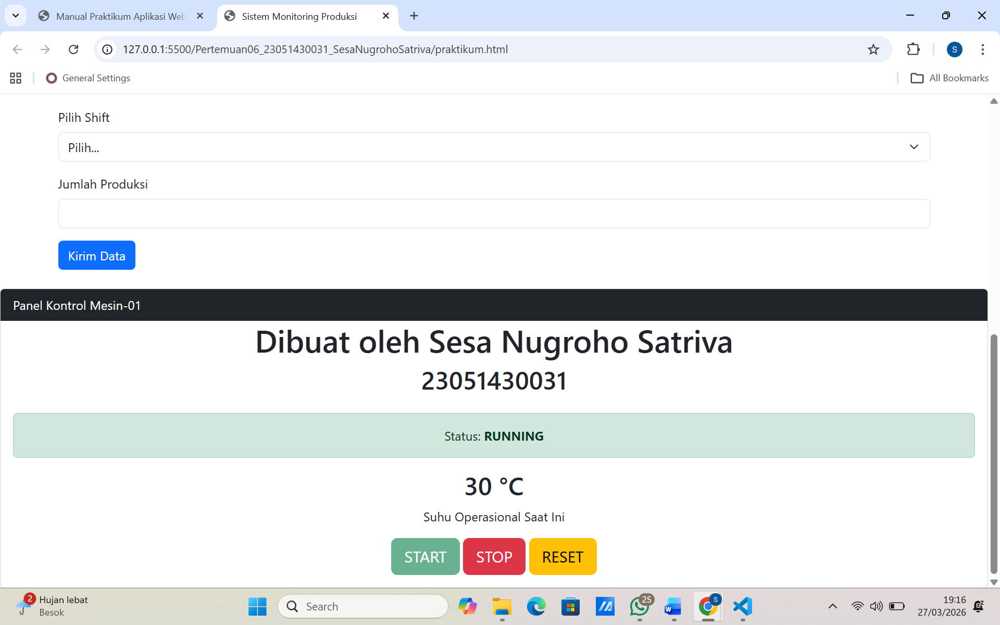 Manual Praktikum Aplikasi Web
Sistem Monitoring Produksi
127.0.0.1:5500/Pertemuan06_23051430031_SesaNugrohoSatriva/praktikum.html
S
General Settings
All Bookmarks
Pilih Shift
Pilih...
Jumlah Produksi
Kirim Data
Panel Kontrol Mesin-01
Dibuat oleh Sesa Nugroho Satriva
23051430031
Status: RUNNING
30 °C
Suhu Operasional Saat Ini
START STOP RESET
2
Hujan lebat
Besok
Search
25
W
S
19:16
27/03/2026